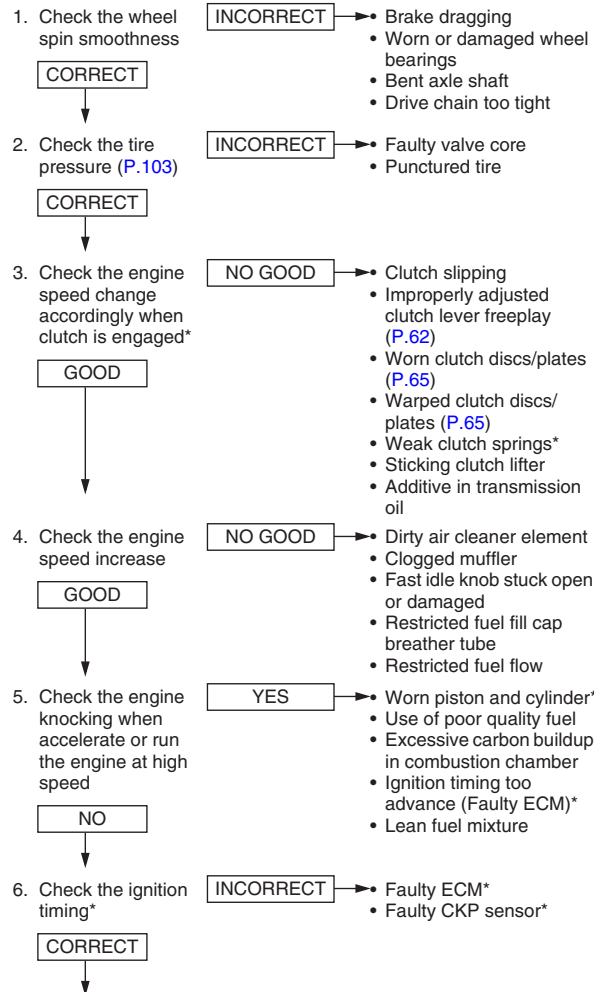 1. Check the wheel
spin smoothness
CORRECT
INCORRECT
• Brake dragging
• Worn or damaged wheel
bearings
• Bent axle shaft
• Drive chain too tight
2. Check the tire
pressure (P.103)
CORRECT
INCORRECT
• Faulty valve core
• Punctured tire
3. Check the engine
speed change
accordingly when
clutch is engaged*
GOOD
NO GOOD
• Clutch slipping
• Improperly adjusted
clutch lever freeplay
(P.62)
• Worn clutch discs/plates
(P.65)
• Warped clutch discs/
plates (P.65)
• Weak clutch springs*
• Sticking clutch lifter
• Additive in transmission
oil
4. Check the engine
speed increase
GOOD
NO GOOD
• Dirty air cleaner element
• Clogged muffler
• Fast idle knob stuck open
or damaged
• Restricted fuel fill cap
breather tube
• Restricted fuel flow
5. Check the engine
knocking when
accelerate or run
the engine at high
speed
NO
YES
• Worn piston and cylinder*
• Use of poor quality fuel
• Excessive carbon buildup
in combustion chamber
• Ignition timing too
advance (Faulty ECM)*
• Lean fuel mixture
6. Check the ignition
timing*
CORRECT
INCORRECT
• Faulty ECM*
• Faulty CKP sensor*